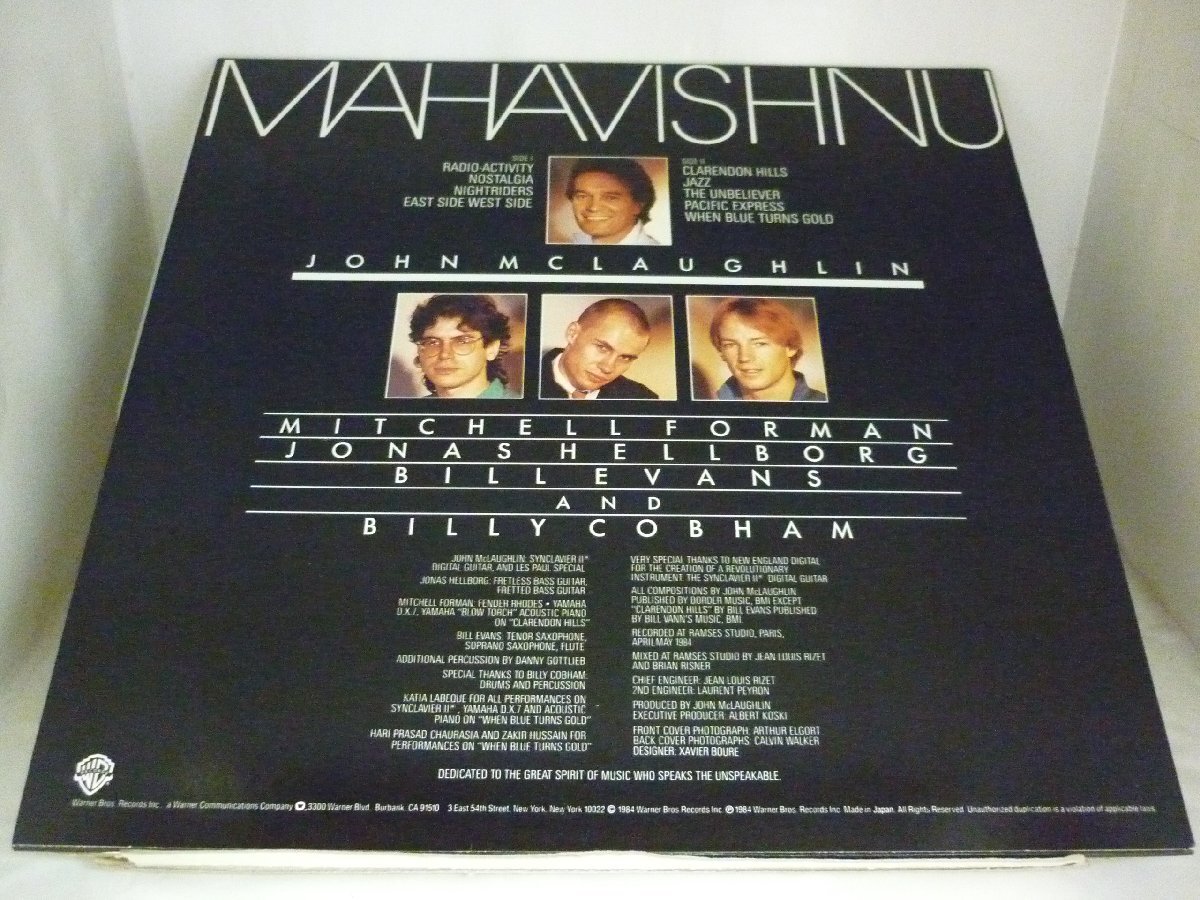 MAHAVISHNU
SIDE I
RADIO-ACTIVITY
NOSTALGIA
NIGHTRIDERS
EAST SIDE WEST SIDE
SIDE II
CLARENDON HILLS
JAZZ
THE UNBELIEVER
PACIFIC EXPRESS
WHEN BLUE TURNS GOLD
JOHN MCLAUGHLIN
MITCHELL FORMAN
JONAS HELLBORG
BILL EVANS
AND
BILLY COBHAM
JOHN McLAUGHLIN: SYNCLAVIER II*
DIGITAL GUITAR, AND LES PAUL SPECIAL
JONAS HELLBORG: FRETLESS BASS GUITAR,
FRETTED BASS GUITAR
MITCHELL FORMAN: FENDER RHODES • YAMAHA
D.X.7, YAMAHA "BLOW TORCH" ACOUSTIC PIANO
ON "CLARENDON HILLS"
BILL EVANS: TENOR SAXOPHONE,
SOPRANO SAXOPHONE, FLUTE
ADDITIONAL PERCUSSION BY DANNY GOTTLIEB
SPECIAL THANKS TO BILLY COBHAM,
DRUMS AND PERCUSSION
KATIA LABEQUE FOR ALL PERFORMANCES ON
SYNCLAVIER II*, YAMAHA D.X.7 AND ACOUSTIC
PIANO ON "WHEN BLUE TURNS GOLD"
HARI PRASAD CHAURASIA AND ZAKIR HUSSAIN FOR
PERFORMANCES ON "WHEN BLUE TURNS GOLD"
VERY SPECIAL THANKS TO NEW ENGLAND DIGITAL
FOR THE CREATION OF A REVOLUTIONARY
INSTRUMENT THE SYNCLAVIER II* DIGITAL GUITAR
ALL COMPOSITIONS BY JOHN McLAUGHLIN
PUBLISHED BY BORDER MUSIC, BMI EXCEPT
"CLARENDON HILLS" BY BILL EVANS PUBLISHED
BY BILL VANN'S MUSIC, BMI
RECORDED AT RAMSES STUDIO, PARIS,
APRIL/MAY 1984
MIXED AT RAMSES STUDIO BY JEAN LOUIS RIZET
AND BRIAN RISNER
CHIEF ENGINEER: JEAN LOUIS RIZET
2ND ENGINEER: LAURENT PEYRON
PRODUCED BY JOHN McLAUGHLIN
EXECUTIVE PRODUCER: ALBERT KOSKI
FRONT COVER PHOTOGRAPH: ARTHUR ELGORT
BACK COVER PHOTOGRAPHS: CALVIN WALKER
DESIGNER: XAVIER BOURE
DEDICATED TO THE GREAT SPIRIT OF MUSIC WHO SPEAKS THE UNSPEAKABLE.
Warner Bros. Records Inc., a Warner Communications Company 3300 Warner Blvd. Burbank, CA 91510 3 East 54th Street, New York, New York 10022 © 1984 Warner Bros. Records Inc. ℗ 1984 Warner Bros. Records Inc. Made in Japan. All Rights Reserved. Unauthorized duplication is a violation of applicable laws.